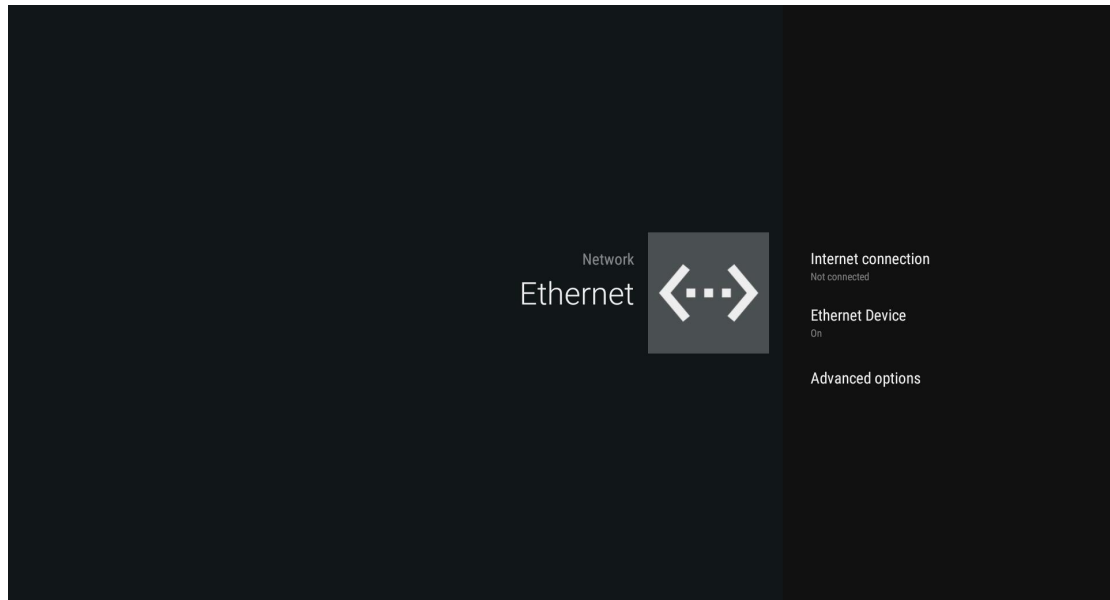 Network
Ethernet
Internet connection
Not connected
Ethernet Device
On
Advanced options